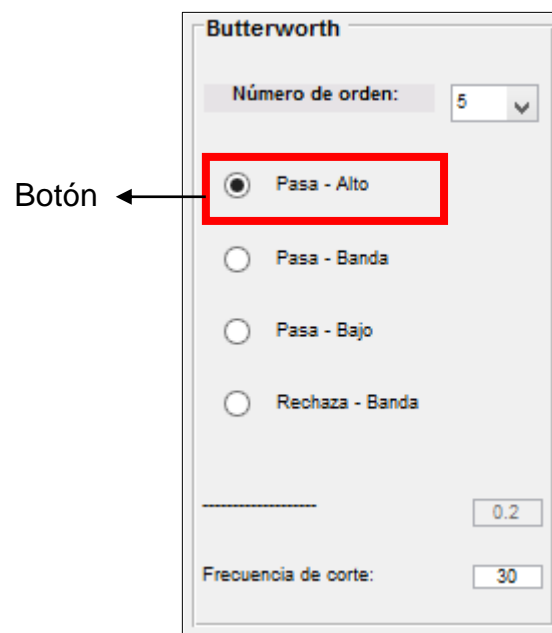 Butterworth
Número de orden:
5
Botón
Pasa - Alto
Pasa - Banda
Pasa - Bajo
Rechaza - Banda
-------------------
0.2
Frecuencia de corte:
30